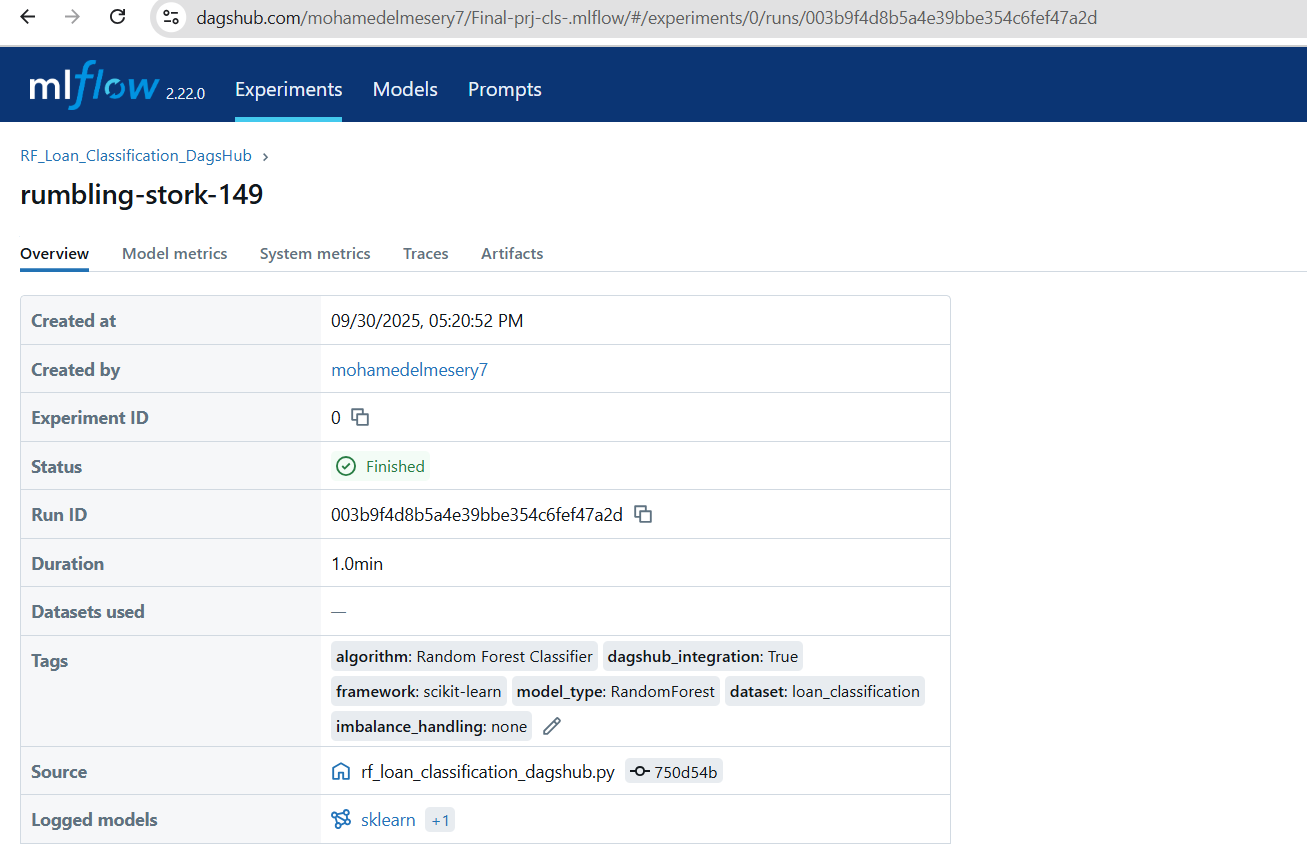 dagshub.com/mohamedelmesery7/Final-prj-cls-.mlflow/#/experiments/0/runs/003b9f4d8b5a4e39bbe354c6fef47a2d
mlflow 2.22.0 Experiments Models Prompts
RF_Loan_Classification_DagsHub >
rumbling-stork-149
Overview Model metrics System metrics Traces Artifacts
Created at 09/30/2025, 05:20:52 PM
Created by mohamedelmesery7
Experiment ID 0
Status Finished
Run ID 003b9f4d8b5a4e39bbe354c6fef47a2d
Duration 1.0min
Datasets used —
Tags algorithm: Random Forest Classifier dagshub_integration: True
framework: scikit-learn model_type: RandomForest dataset: loan_classification
imbalance_handling: none
Source rf_loan_classification_dagshub.py 750d54b
Logged models sklearn +1